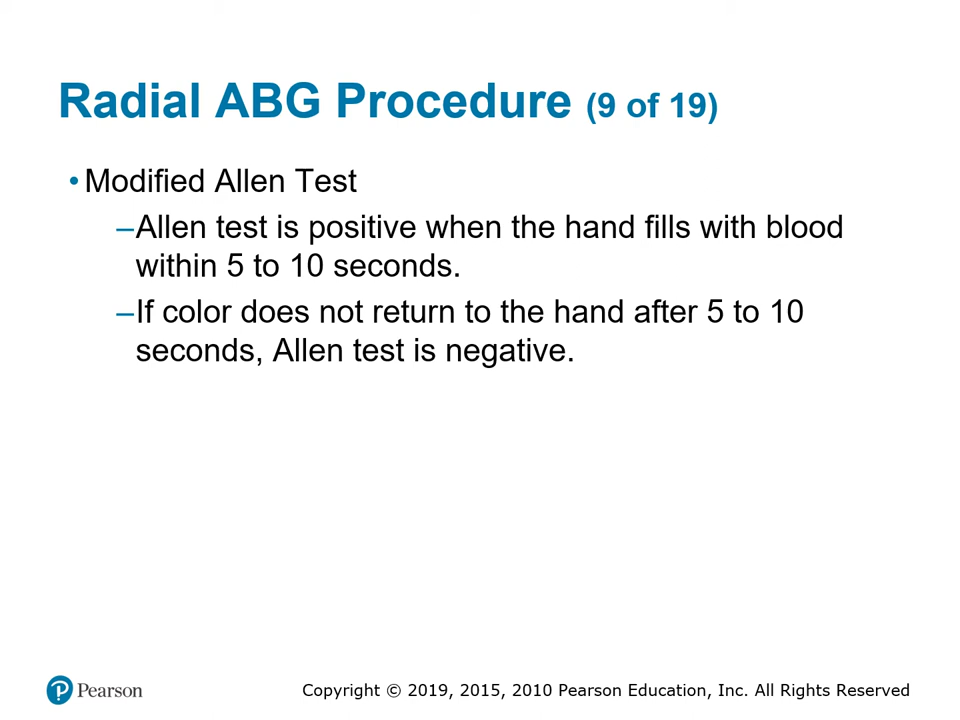 Radial ABG Procedure (9 of 19)
• Modified Allen Test
–Allen test is positive when the hand fills with blood
within 5 to 10 seconds.
–If color does not return to the hand after 5 to 10
seconds, Allen test is negative.
Pearson
Copyright © 2019, 2015, 2010 Pearson Education, Inc. All Rights Reserved